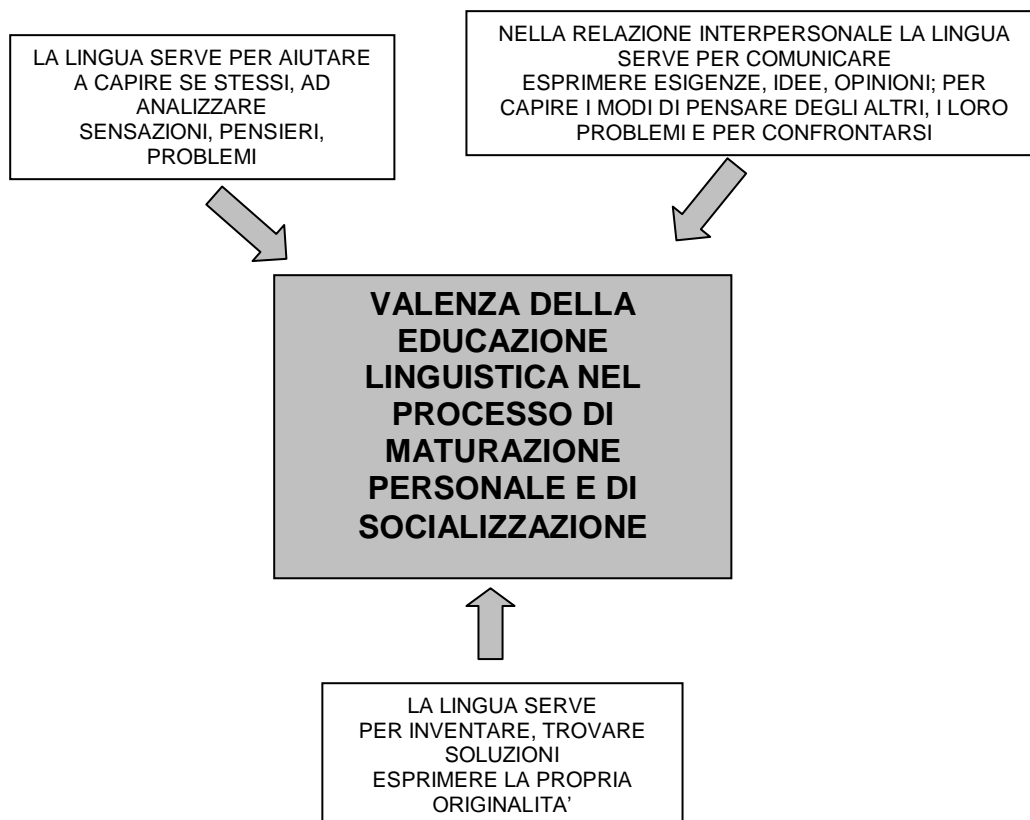 LA LINGUA SERVE PER AIUTARE
A CAPIRE SE STESSI, AD
ANALIZZARE
SENSAZIONI, PENSIERI,
PROBLEMI
NELLA RELAZIONE INTERPERSONALE LA LINGUA
SERVE PER COMUNICARE
ESPRIMERE ESIGENZE, IDEE, OPINIONI; PER
CAPIRE I MODI DI PENSARE DEGLI ALTRI, I LORO
PROBLEMI E PER CONFRONTARSI
VALENZA DELLA
EDUCAZIONE
LINGUISTICA NEL
PROCESSO DI
MATURAZIONE
PERSONALE E DI
SOCIALIZZAZIONE
LA LINGUA SERVE
PER INVENTARE, TROVARE
SOLUZIONI
ESPRIMERE LA PROPRIA
ORIGINALITA’